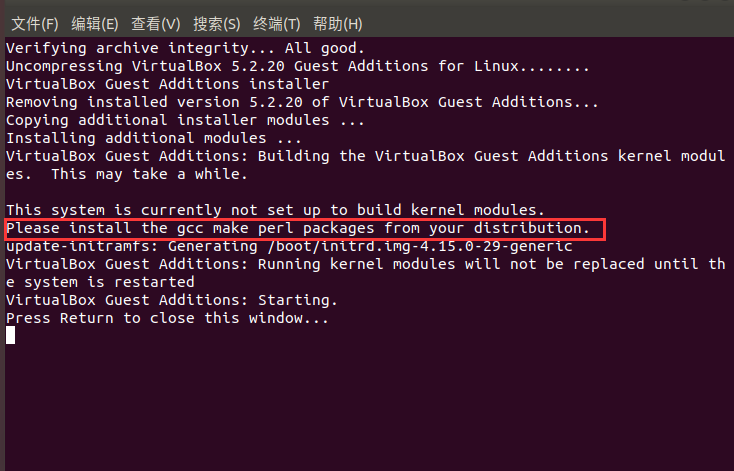 文件(F) 编辑(E) 查看(V) 搜索(S) 终端(T) 帮助(H)
Verifying archive integrity... All good.
Uncompressing VirtualBox 5.2.20 Guest Additions for Linux........
VirtualBox Guest Additions installer
Removing installed version 5.2.20 of VirtualBox Guest Additions...
Copying additional installer modules ...
Installing additional modules ...
VirtualBox Guest Additions: Building the VirtualBox Guest Additions kernel modul
es.  This may take a while.
This system is currently not set up to build kernel modules.
Please install the gcc make perl packages from your distribution.
update-initramfs: Generating /boot/initrd.img-4.15.0-29-generic
VirtualBox Guest Additions: Running kernel modules will not be replaced until th
e system is restarted
VirtualBox Guest Additions: Starting.
Press Return to close this window...